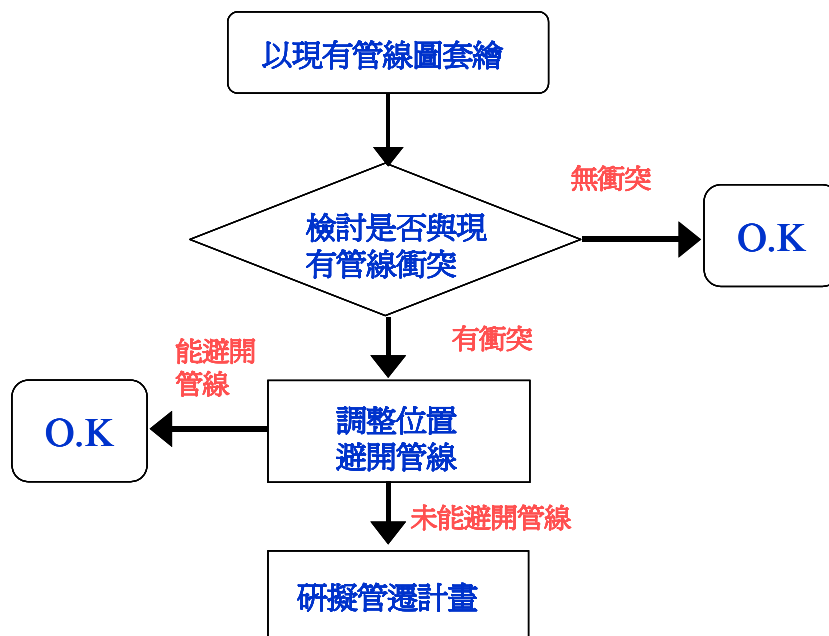 以現有管線圖套繪
無衝突
檢討是否與現
有管線衝突
O.K
有衝突
能避開
管線
O.K
調整位置
避開管線
未能避開管線
研擬管遷計畫